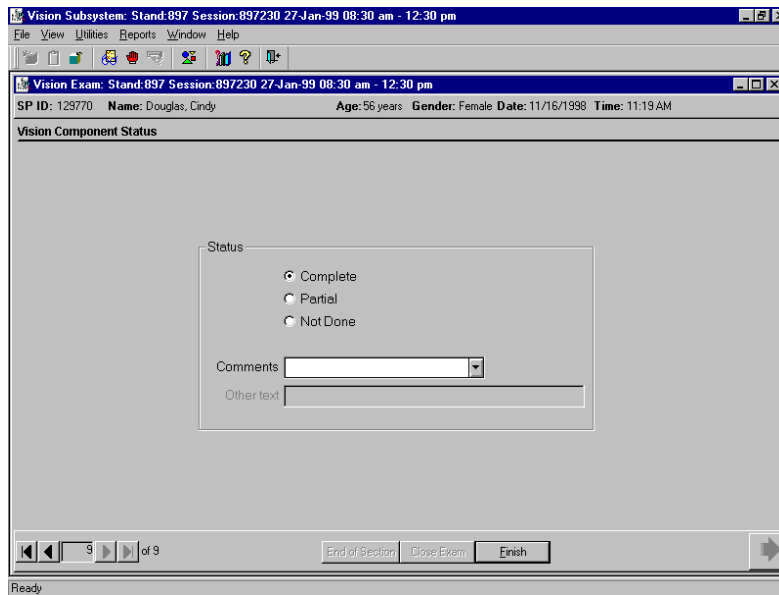 Vision Subsystem: Stand:897 Session:897230 27-Jan-99 08:30 am - 12:30 pm
File View Utilities Reports Window Help
Vision Exam: Stand:897 Session:897230 27-Jan-99 08:30 am - 12:30 pm
SP ID: 129770 Name: Douglas, Cindy Age: 56 years Gender: Female Date: 11/16/1998 Time: 11:19 AM
Vision Component Status
Status
Complete
Partial
Not Done
Comments
Other text
9 of 9 End of Section Close Exam Finish
Ready